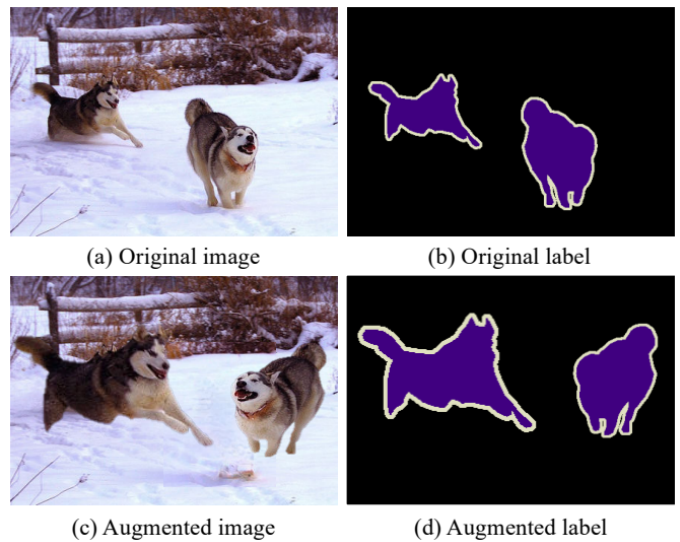 (a) Original image
(b) Original label
(c) Augmented image
(d) Augmented label